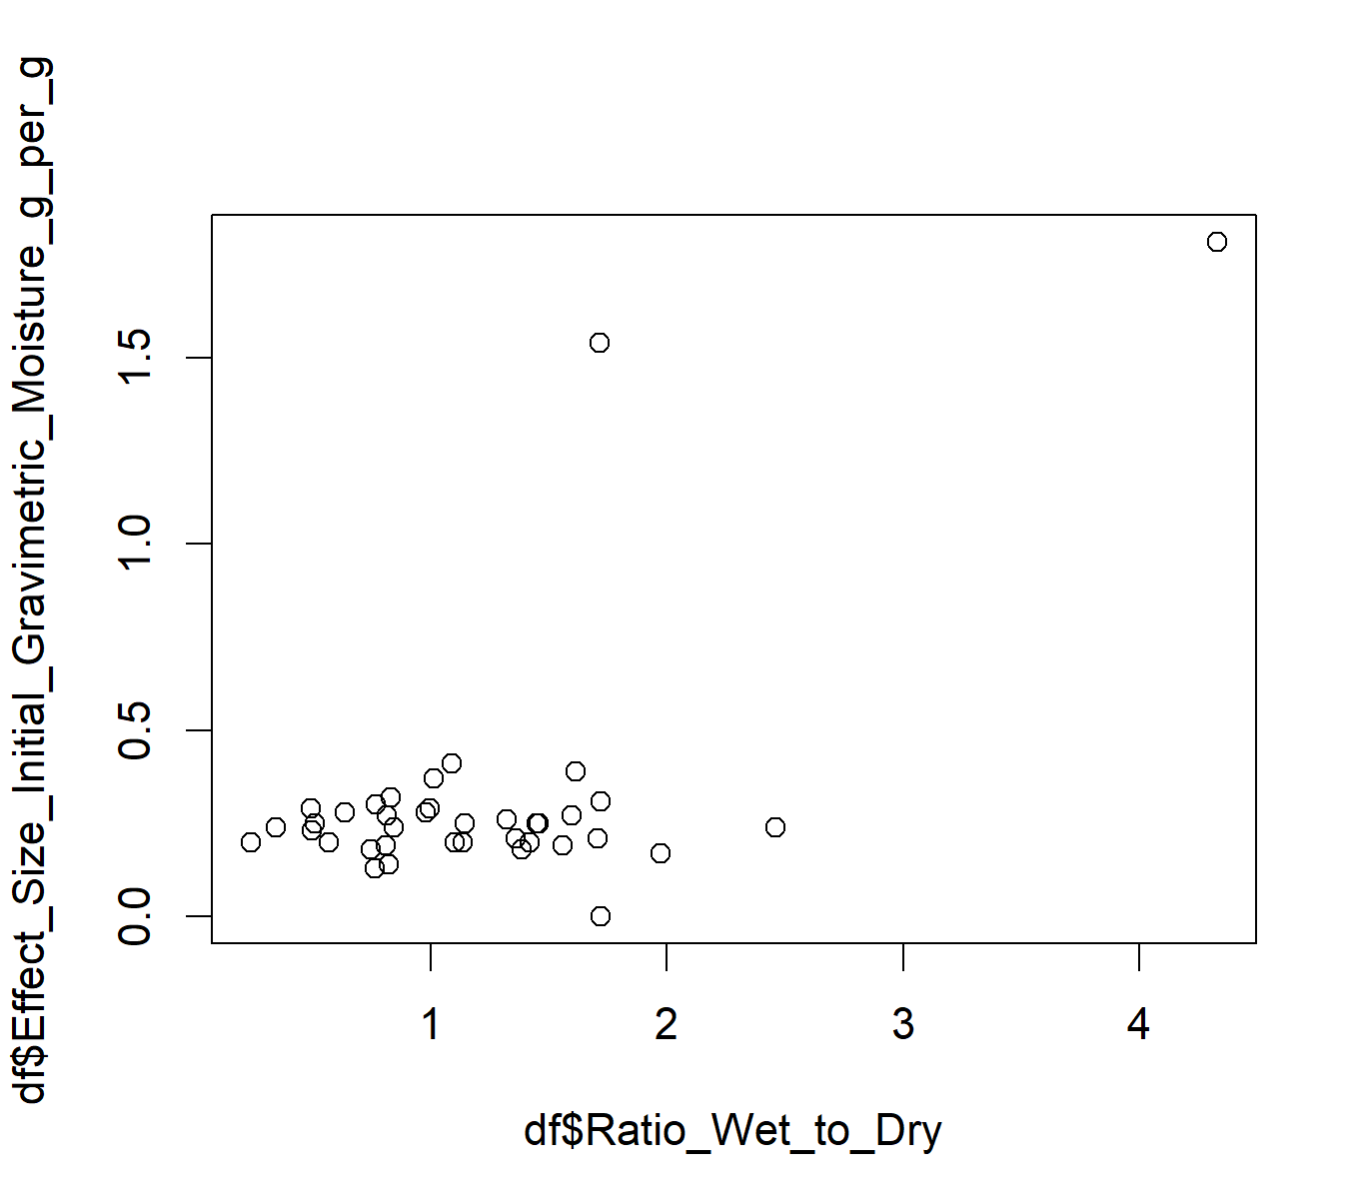 df$Effect_Size_Initial_Gravimetric_Moisture_g_per_g
1.5
1.0
0.5
0.0
1 2 3 4
df$Ratio_Wet_to_Dry